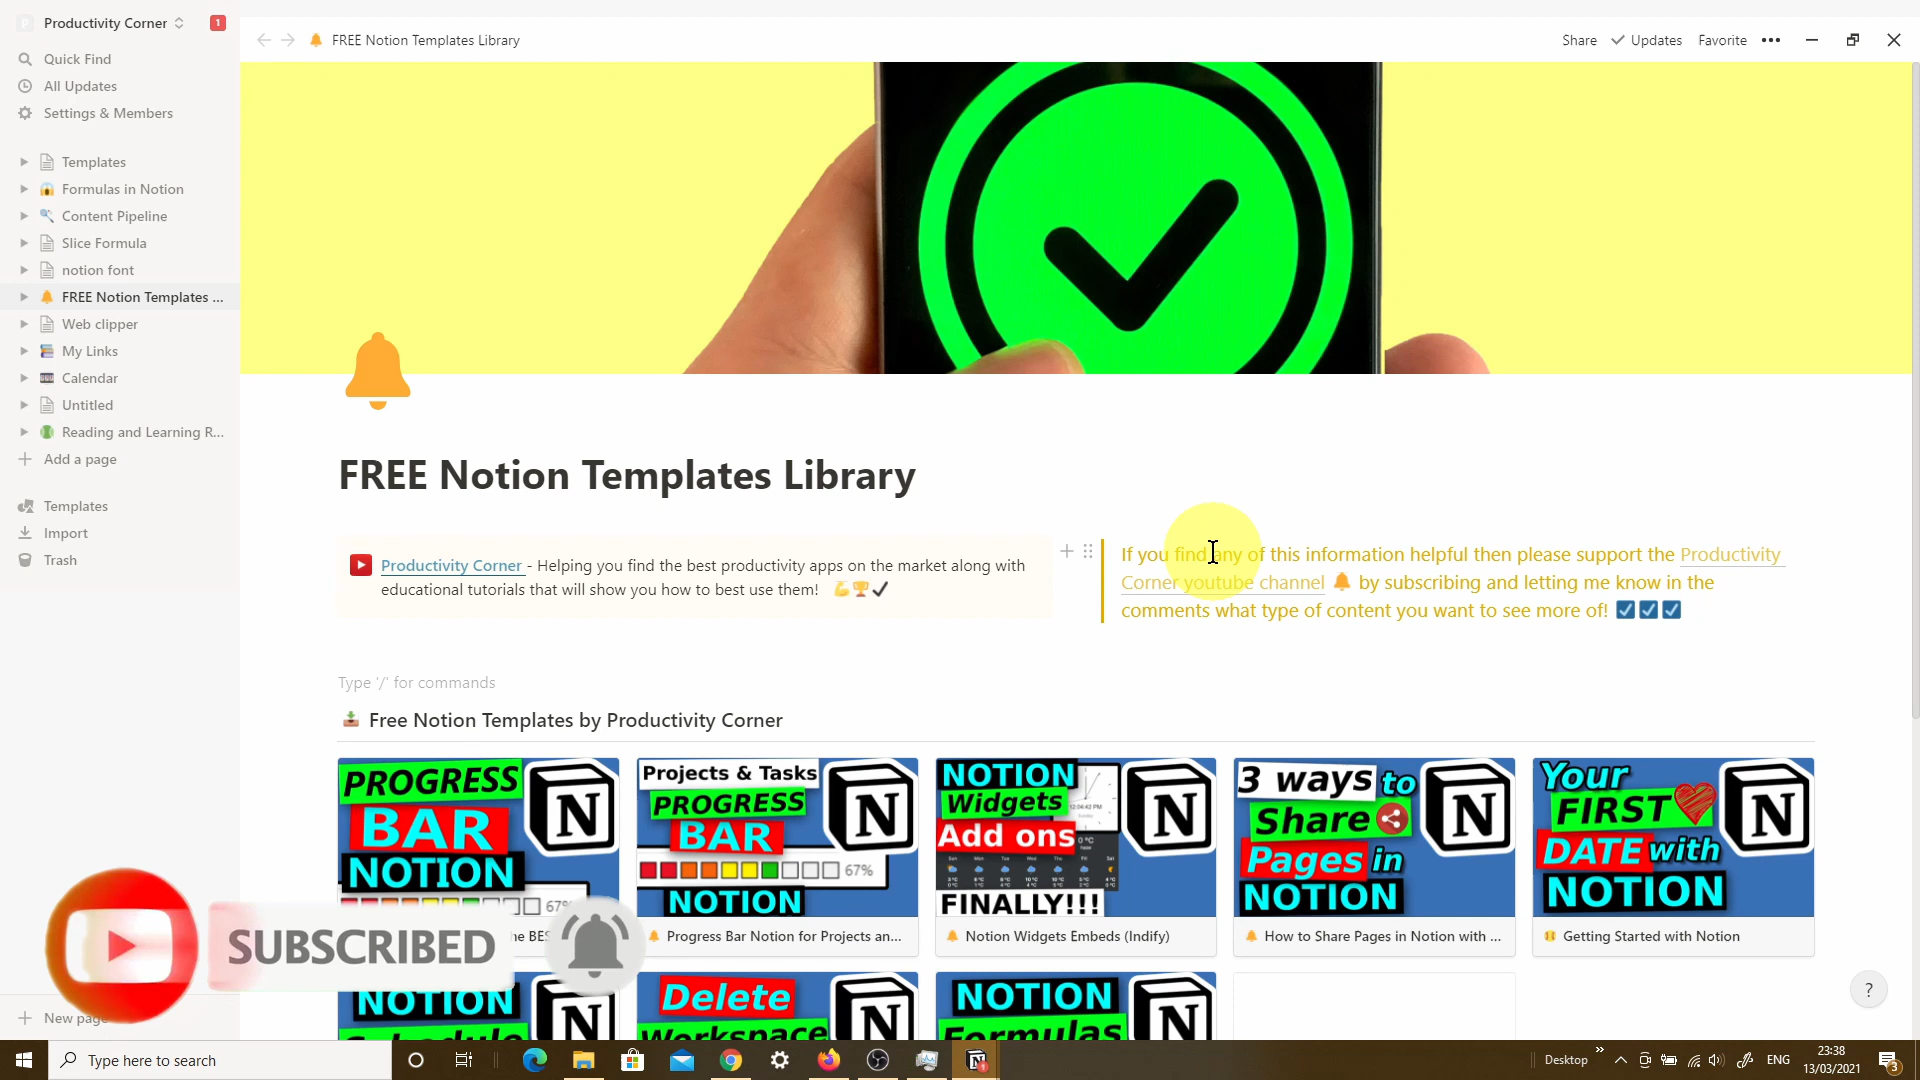 Productivity Corner
1
Quick Find
All Updates
Settings & Members
Templates
Formulas in Notion
Content Pipeline
Slice Formula
notion font
FREE Notion Templates ...
Web clipper
My Links
Calendar
Untitled
Reading and Learning R...
Add a page
Templates
Import
Trash
New page
FREE Notion Templates Library
Share
Updates
Favorite
FREE Notion Templates Library
Productivity Corner - Helping you find the best productivity apps on the market along with
educational tutorials that will show you how to best use them!
If you find any of this information helpful then please support the Productivity
Corner youtube channel by subscribing and letting me know in the
comments what type of content you want to see more of!
Type '/' for commands
Free Notion Templates by Productivity Corner
PROGRESS
BAR
NOTION
67%
N
Projects & Tasks
PROGRESS
BAR
67%
NOTION
N
Progress Bar Notion for Projects an...
NOTION
Widgets
Add ons
FINALLY!!!
N
Notion Widgets Embeds (Indify)
3 ways to
Share
Pages in
NOTION
N
How to Share Pages in Notion with ...
Your
FIRST
DATE with
NOTION
N
Getting Started with Notion
SUBSCRIBED
NOTION
Schedule
Delete
Workspace
NOTION
Formulas
?
Type here to search
Desktop
ENG
23:38
13/03/2021
3